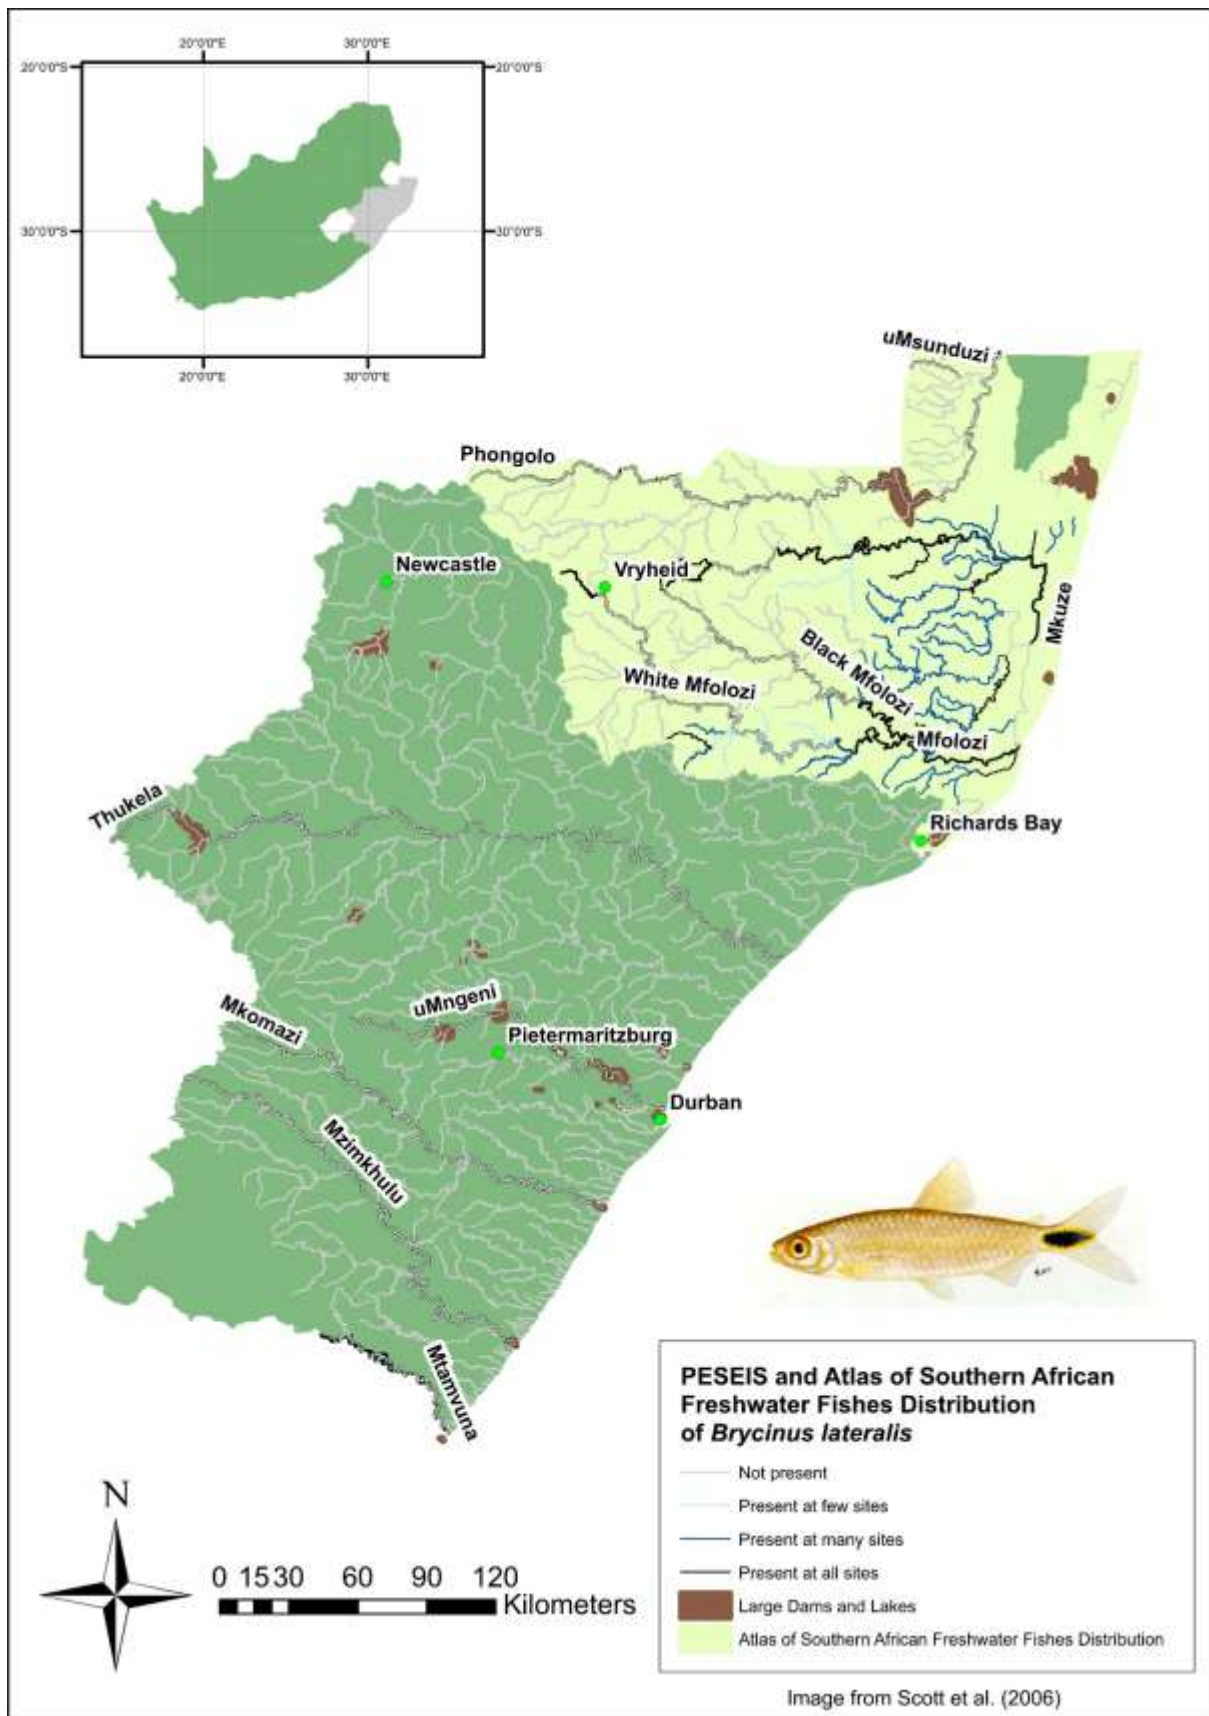 20°0'0"E 30°0'0"E
20°0'0"S 20°0'0"S
30°0'0"S 30°0'0"S
20°0'0"E 30°0'0"E
uMsunduzi
Phongolo
Newcastle
Vryheid
Mkuze
Black Mfolozi
White Mfolozi
Mfolozi
Thukela
Richards Bay
uMngeni
Mkomazi
Pietermaritzburg
Durban
Mzimkhulu
Mtamvuna
PESEIS and Atlas of Southern African
Freshwater Fishes Distribution
of Brycinus lateralis
Not present
Present at few sites
Present at many sites
Present at all sites
Large Dams and Lakes
Atlas of Southern African Freshwater Fishes Distribution
N
0 15 30 60 90 120
Kilometers
Image from Scott et al. (2006)